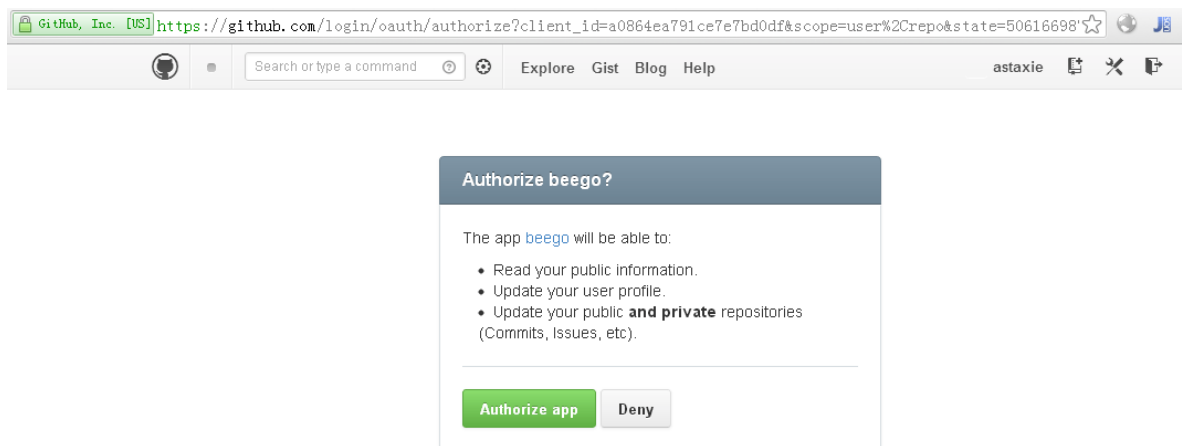 GitHub, Inc. [US] https://github.com/login/oauth/authorize?client_id=a0864ea791ce7e7bd0df&scope=user%2Crepo&state=50616698'
Search or type a command Explore Gist Blog Help astaxie
Authorize beego?
The app beego will be able to:
• Read your public information.
• Update your user profile.
• Update your public and private repositories
(Commits, Issues, etc).
Authorize app Deny